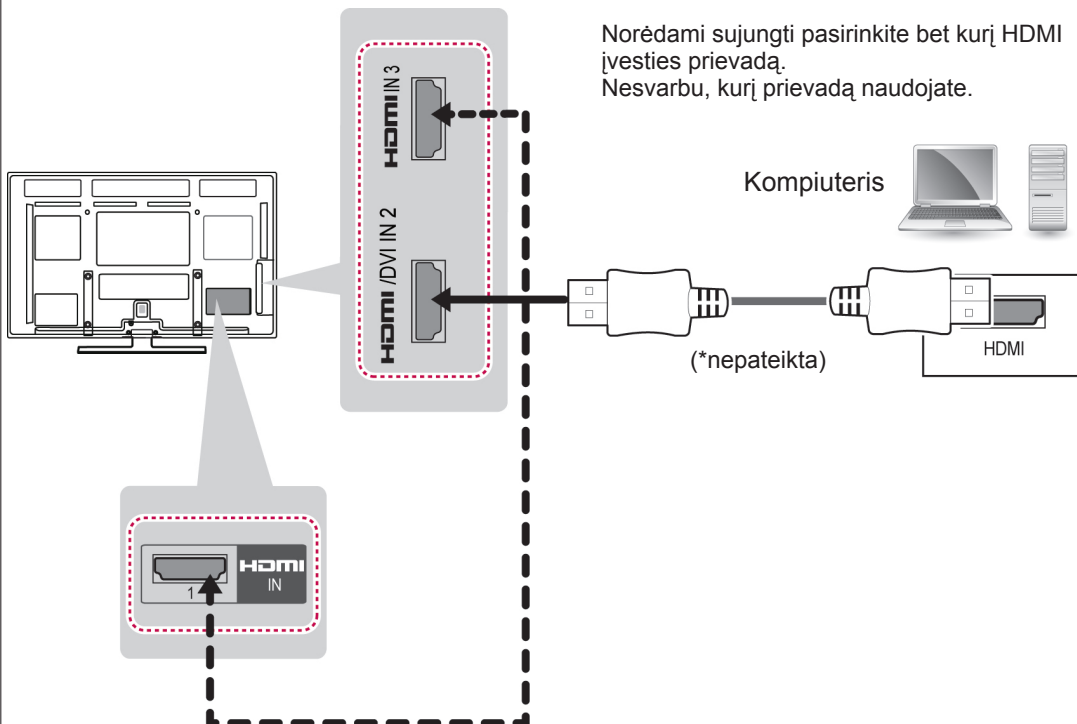 Norėdami sujungti pasirinkite bet kurį HDMI
įvesties prievadą.
Nesvarbu, kurį prievadą naudojate.
HDMI IN 3
Kompiuteris
HDMI /DVI IN 2
(*nepateikta)
HDMI
1
HDMI
IN